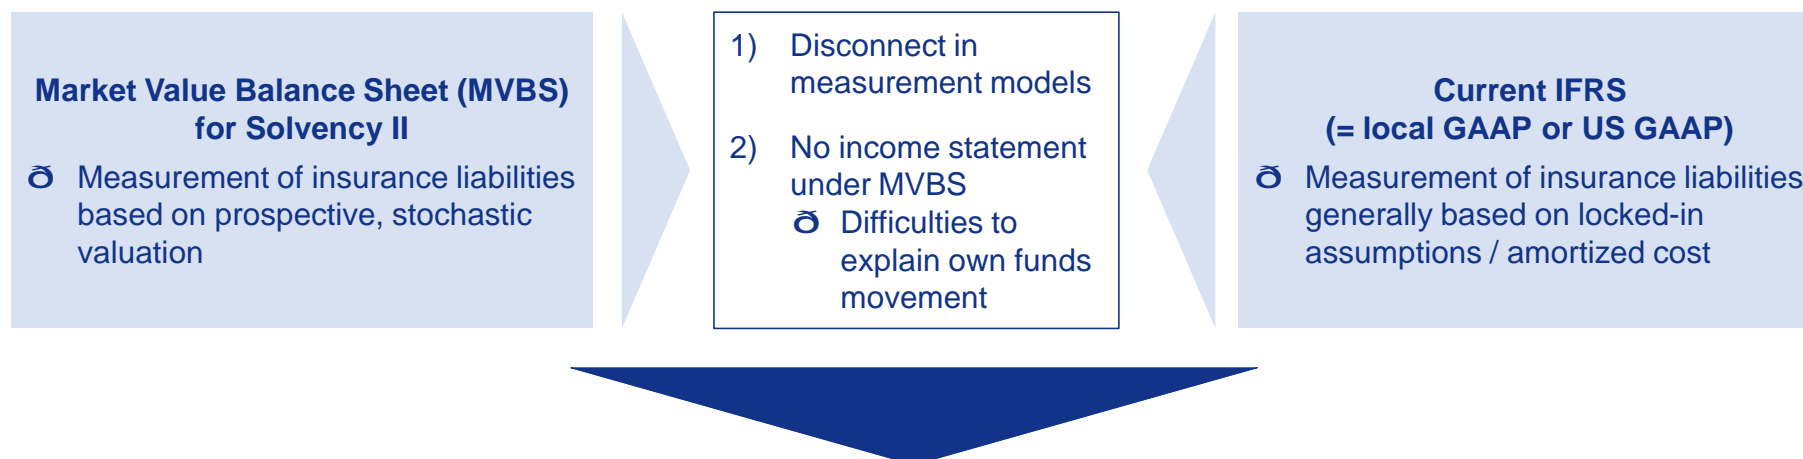 Market Value Balance Sheet (MVBS)
for Solvency II
ð Measurement of insurance liabilities
based on prospective, stochastic
valuation
1) Disconnect in
measurement models
2) No income statement
under MVBS
ð Difficulties to
explain own funds
movement
Current IFRS
(= local GAAP or US GAAP)
ð Measurement of insurance liabilities
generally based on locked-in
assumptions / amortized cost